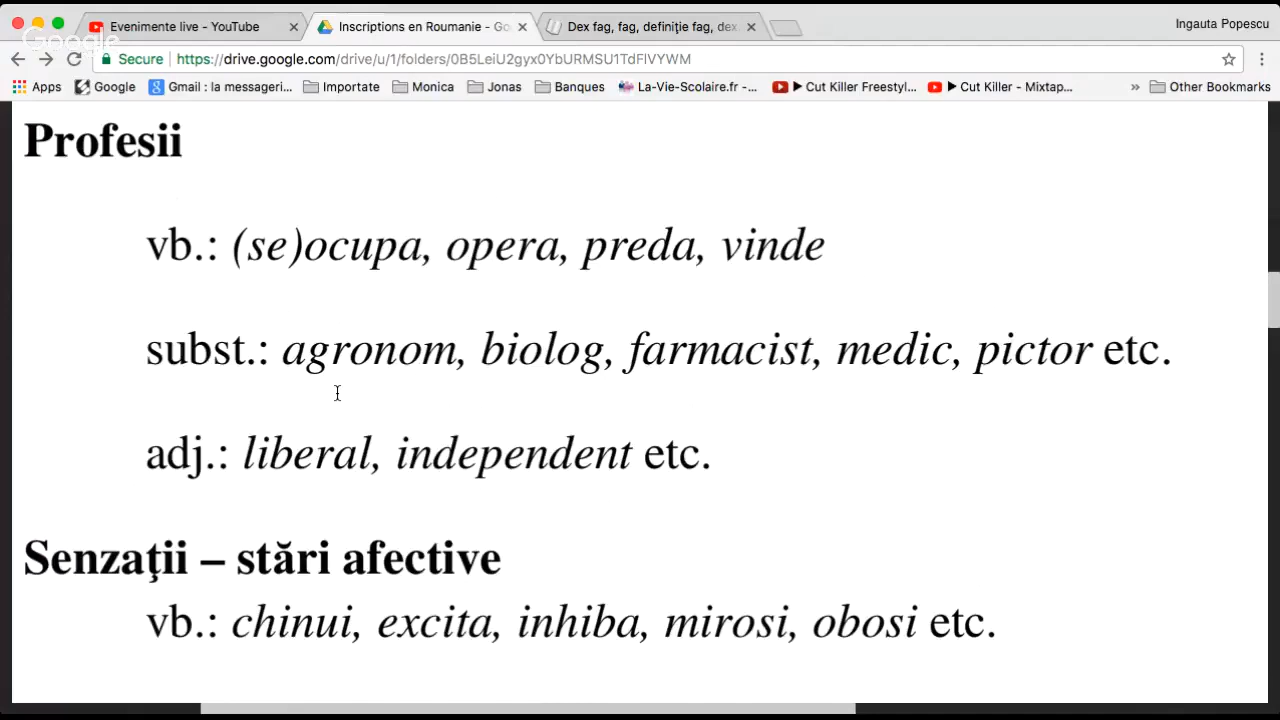 Evenimente live - YouTube
Inscriptions en Roumanie - Go
Dex fag, fag, definiţie fag, dex
Ingauta Popescu
Google
Secure
https://drive.google.com/drive/u/1/folders/0B5LeiU2gyx0YbURMSU1TdFlVYWM
Apps Google Gmail : la messageri... Importate Monica Jonas Banques La-Vie-Scolaire.fr -... ▶ Cut Killer Freestyl... ▶ Cut Killer - Mixtap... » Other Bookmarks
Profesii
vb.: (se)ocupa, opera, preda, vinde
subst.: agronom, biolog, farmacist, medic, pictor etc.
adj.: liberal, independent etc.
Senzaţii – stări afective
vb.: chinui, excita, inhiba, mirosi, obosi etc.